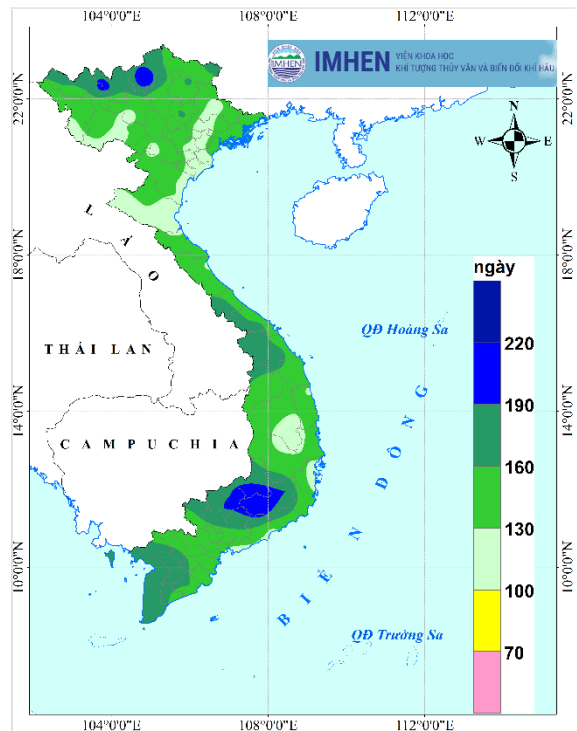 104°0'0"E
108°0'0"E
112°0'0"E
IMHEN
VIỆN KHOA HỌC
KHÍ TƯỢNG THỦY VĂN VÀ BIẾN ĐỔI KHÍ HẬU
22°0'0"N
22°0'0"N
N
W
E
S
LÀO
18°0'0"N
18°0'0"N
ngày
QĐ Hoàng Sa
THÁI LAN
220
190
14°0'0"N
14°0'0"N
CAMPUCHIA
160
BIỂN ĐÔNG
130
10°0'0"N
10°0'0"N
100
QĐ Trường Sa
70
104°0'0"E
108°0'0"E
112°0'0"E